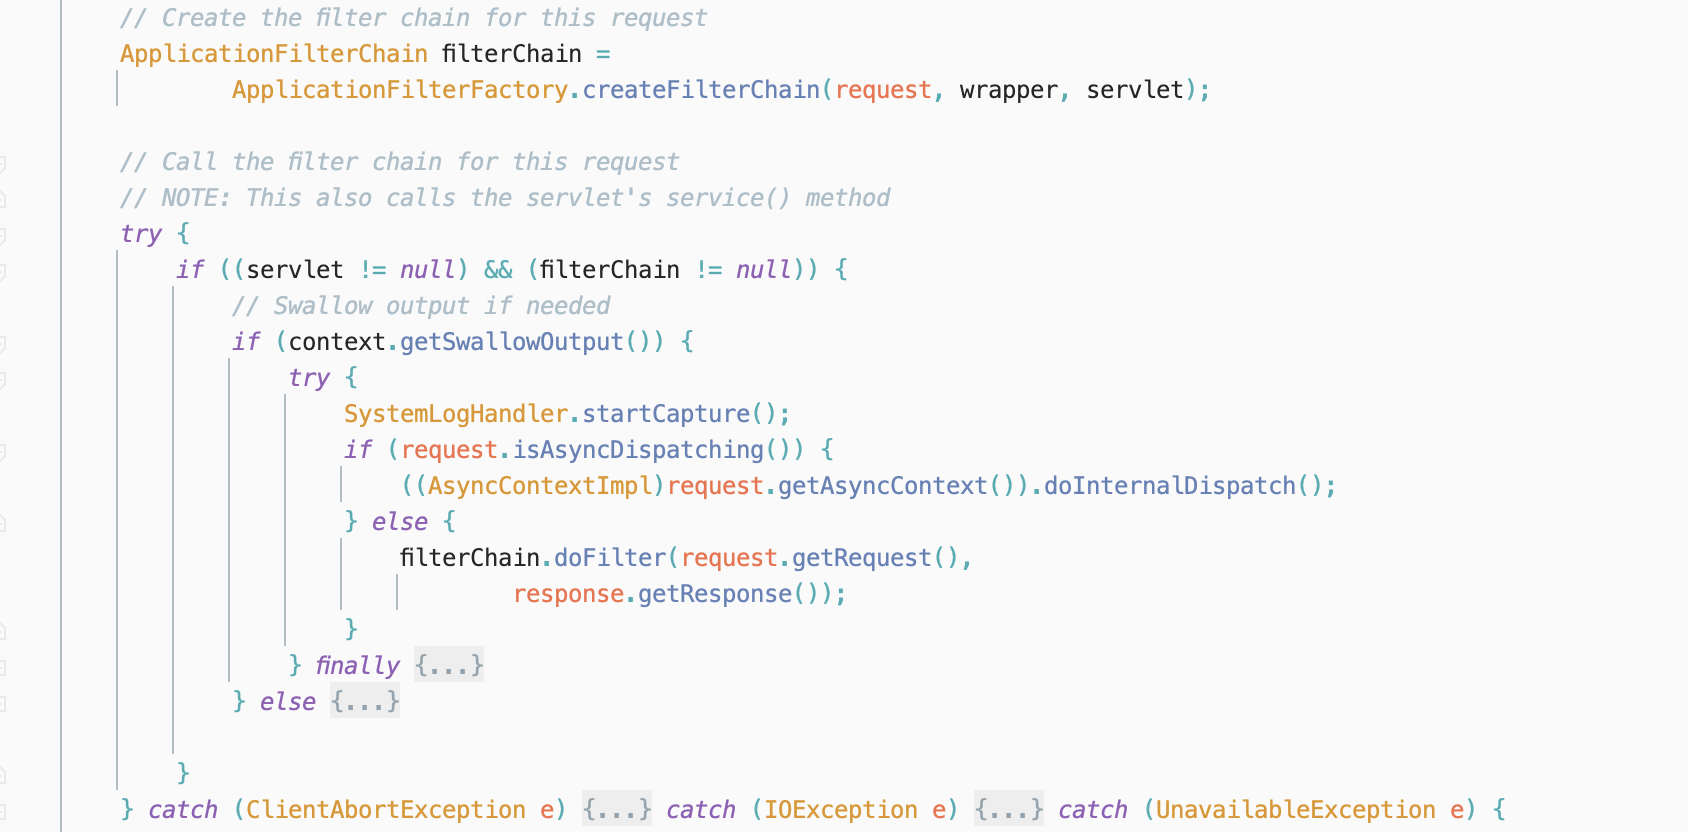 // Create the filter chain for this request
ApplicationFilterChain filterChain =
ApplicationFilterFactory.createFilterChain(request, wrapper, servlet);
// Call the filter chain for this request
// NOTE: This also calls the servlet's service() method
try {
if ((servlet != null) && (filterChain != null)) {
// Swallow output if needed
if (context.getSwallowOutput()) {
try {
SystemLogHandler.startCapture();
if (request.isAsyncDispatching()) {
((AsyncContextImpl)request.getAsyncContext()).doInternalDispatch();
} else {
filterChain.doFilter(request.getRequest(),
response.getResponse());
}
} finally {...}
} else {...}
}
} catch (ClientAbortException e) {...} catch (IOException e) {...} catch (UnavailableException e) {